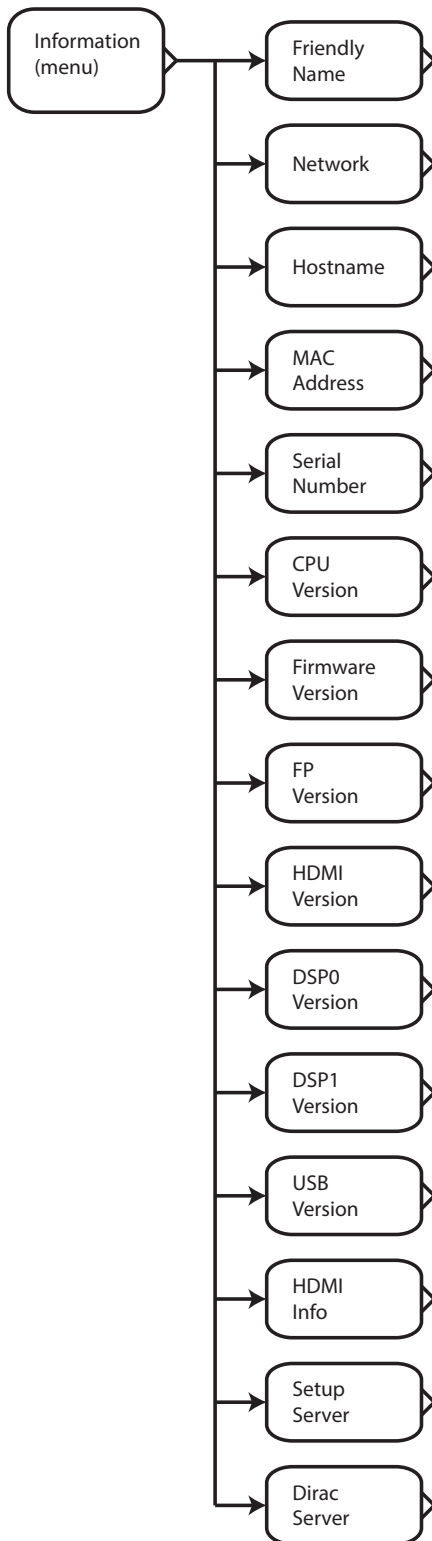 Information
(menu)
Friendly
Name
Network
Hostname
MAC
Address
Serial
Number
CPU
Version
Firmware
Version
FP
Version
HDMI
Version
DSP0
Version
DSP1
Version
USB
Version
HDMI
Info
Setup
Server
Dirac
Server